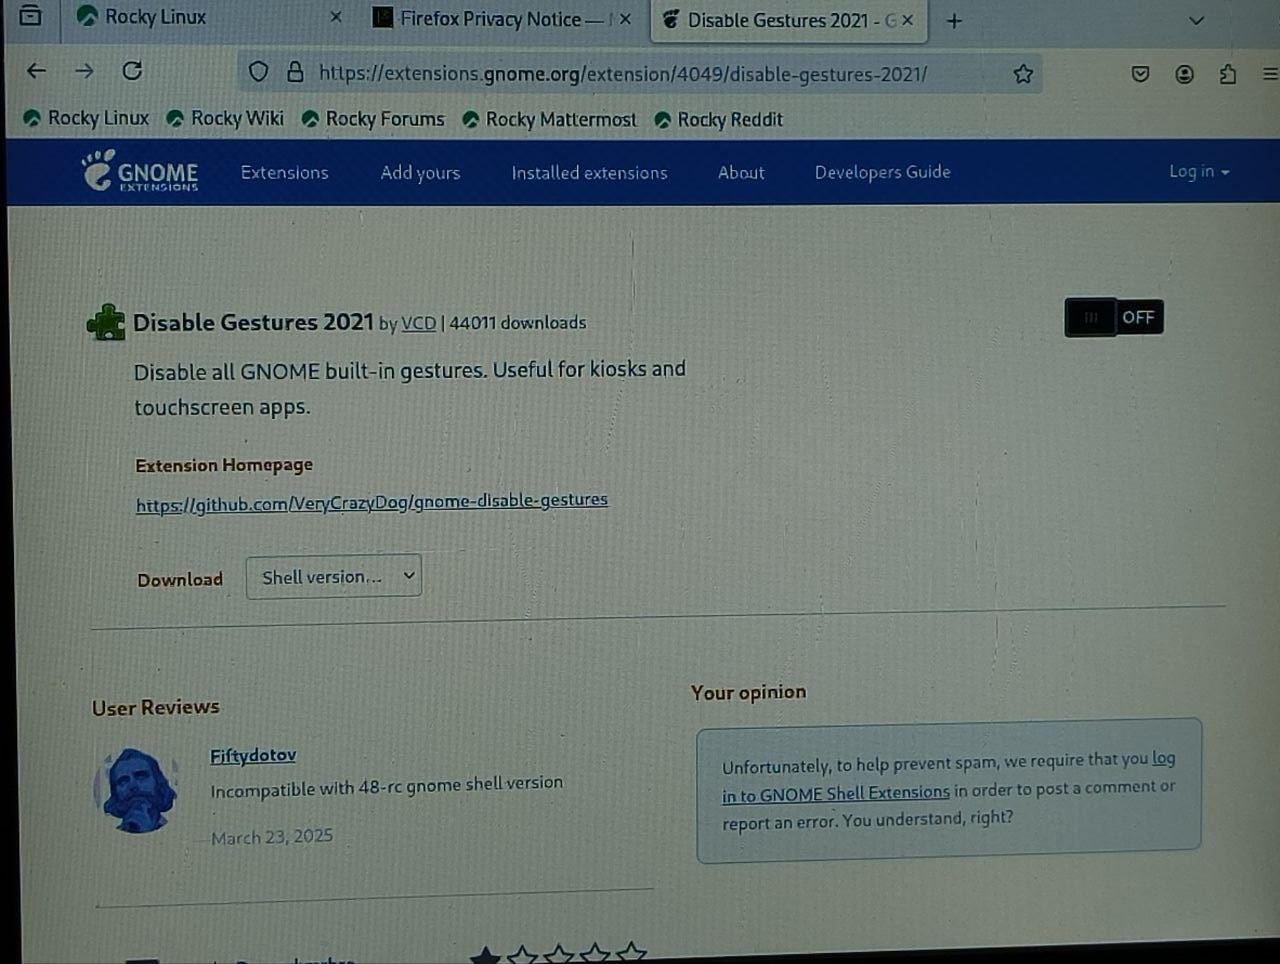 Rocky Linux
Firefox Privacy Notice —
Disable Gestures 2021 - G
https://extensions.gnome.org/extension/4049/disable-gestures-2021/
Rocky Linux Rocky Wiki Rocky Forums Rocky Mattermost Rocky Reddit
GNOME
EXTENSIONS
Extensions Add yours Installed extensions About Developers Guide Log in
Disable Gestures 2021 by VCD | 44011 downloads
OFF
Disable all GNOME built-in gestures. Useful for kiosks and
touchscreen apps.
Extension Homepage
https://github.com/VeryCrazyDog/gnome-disable-gestures
Download Shell version...
User Reviews
Fiftydotov
Incompatible with 48-rc gnome shell version
March 23, 2025
Your opinion
Unfortunately, to help prevent spam, we require that you log
in to GNOME Shell Extensions in order to post a comment or
report an error. You understand, right?